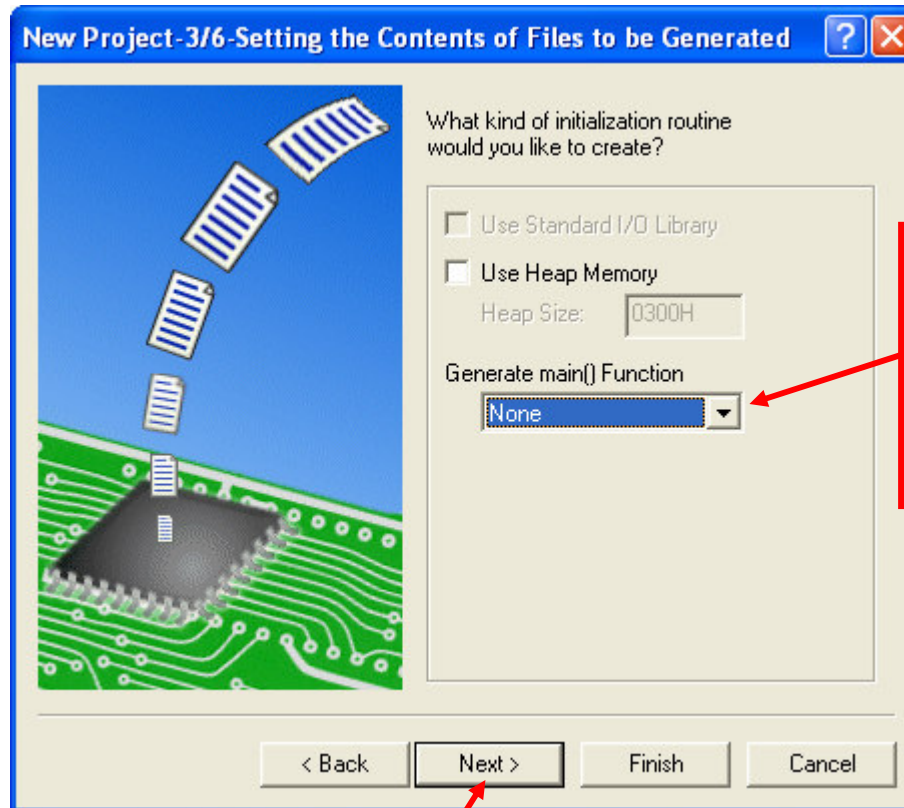 New Project-3/6-Setting the Contents of Files to be Generated
What kind of initialization routine
would you like to create?
Use Standard I/O Library
Use Heap Memory
Heap Size: 0300H
Generate main() Function
None
< Back Next > Finish Cancel